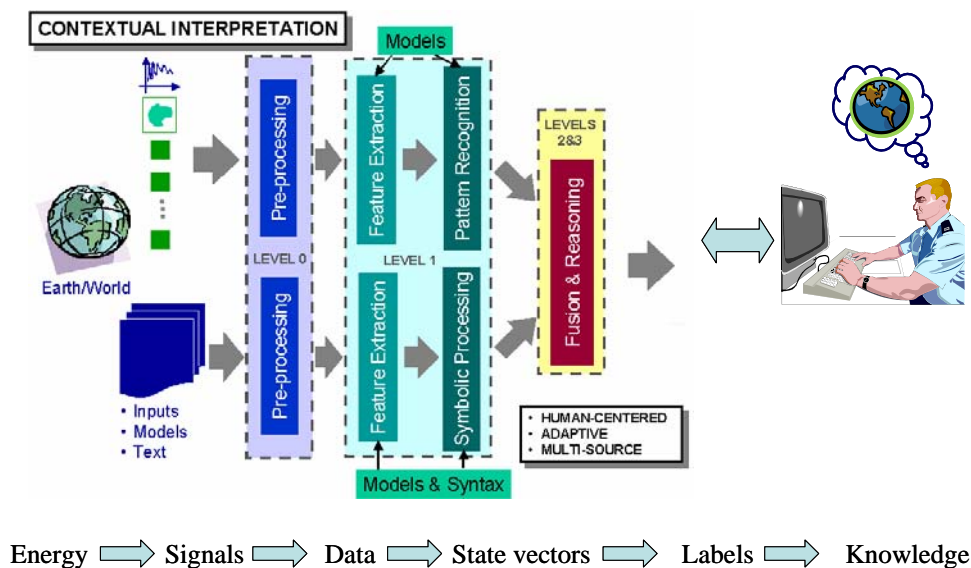 CONTEXTUAL INTERPRETATION
Models
Pre-processing
Feature Extraction
Pattern Recognition
LEVELS
2&3
Fusion & Reasoning
LEVEL 0
LEVEL 1
Earth/World
Pre-processing
Feature Extraction
Symbolic Processing
• Inputs
• Models
• Text
• HUMAN-CENTERED
• ADAPTIVE
• MULTI-SOURCE
Models & Syntax
Energy Signals Data State vectors Labels Knowledge